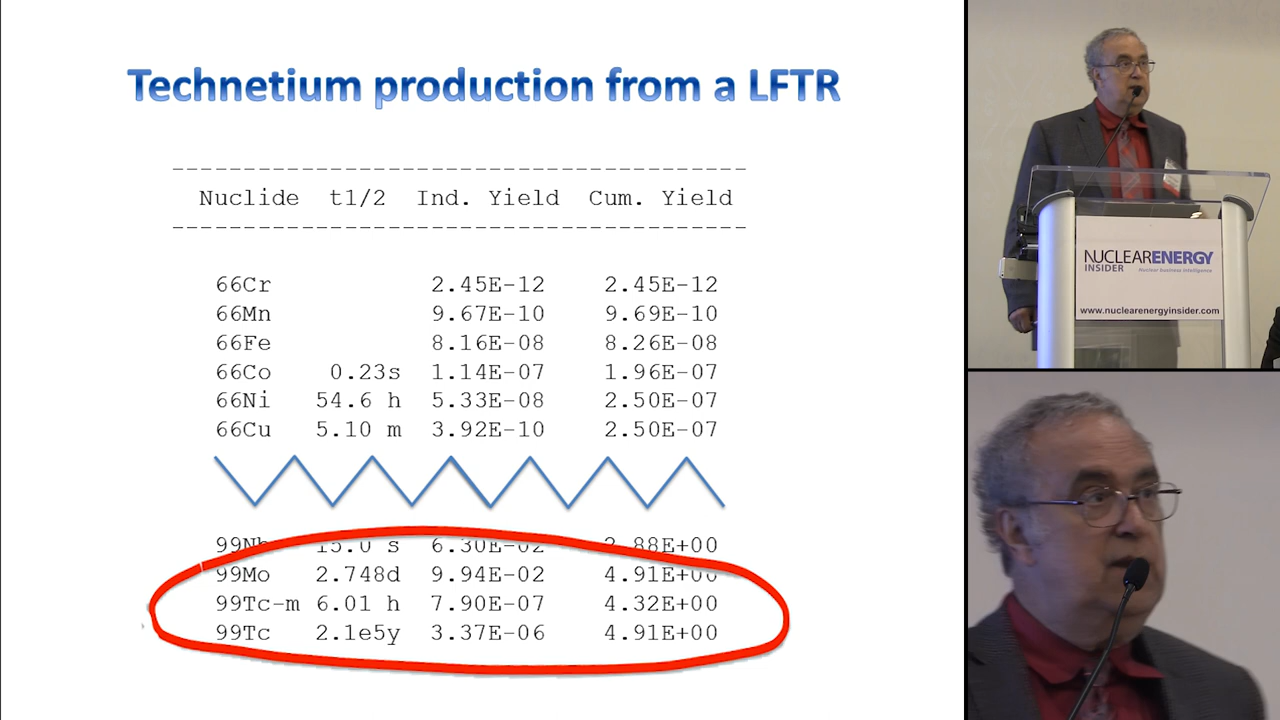 Technetium production from a LFTR
----------------------------------------
Nuclide t1/2 Ind. Yield Cum. Yield
----------------------------------------
66Cr 2.45E-12 2.45E-12
66Mn 9.67E-10 9.69E-10
66Fe 8.16E-08 8.26E-08
66Co 0.23s 1.14E-07 1.96E-07
66Ni 54.6 h 5.33E-08 2.50E-07
66Cu 5.10 m 3.92E-10 2.50E-07
99Nb 15.0 s 6.30E-02 2.88E+00
99Mo 2.748d 9.94E-02 4.91E+00
99Tc-m 6.01 h 7.90E-07 4.32E+00
99Tc 2.1e5y 3.37E-06 4.91E+00
NUCLEARENERGY
INSIDER Nuclear business intelligence
www.nuclearenergyinsider.com